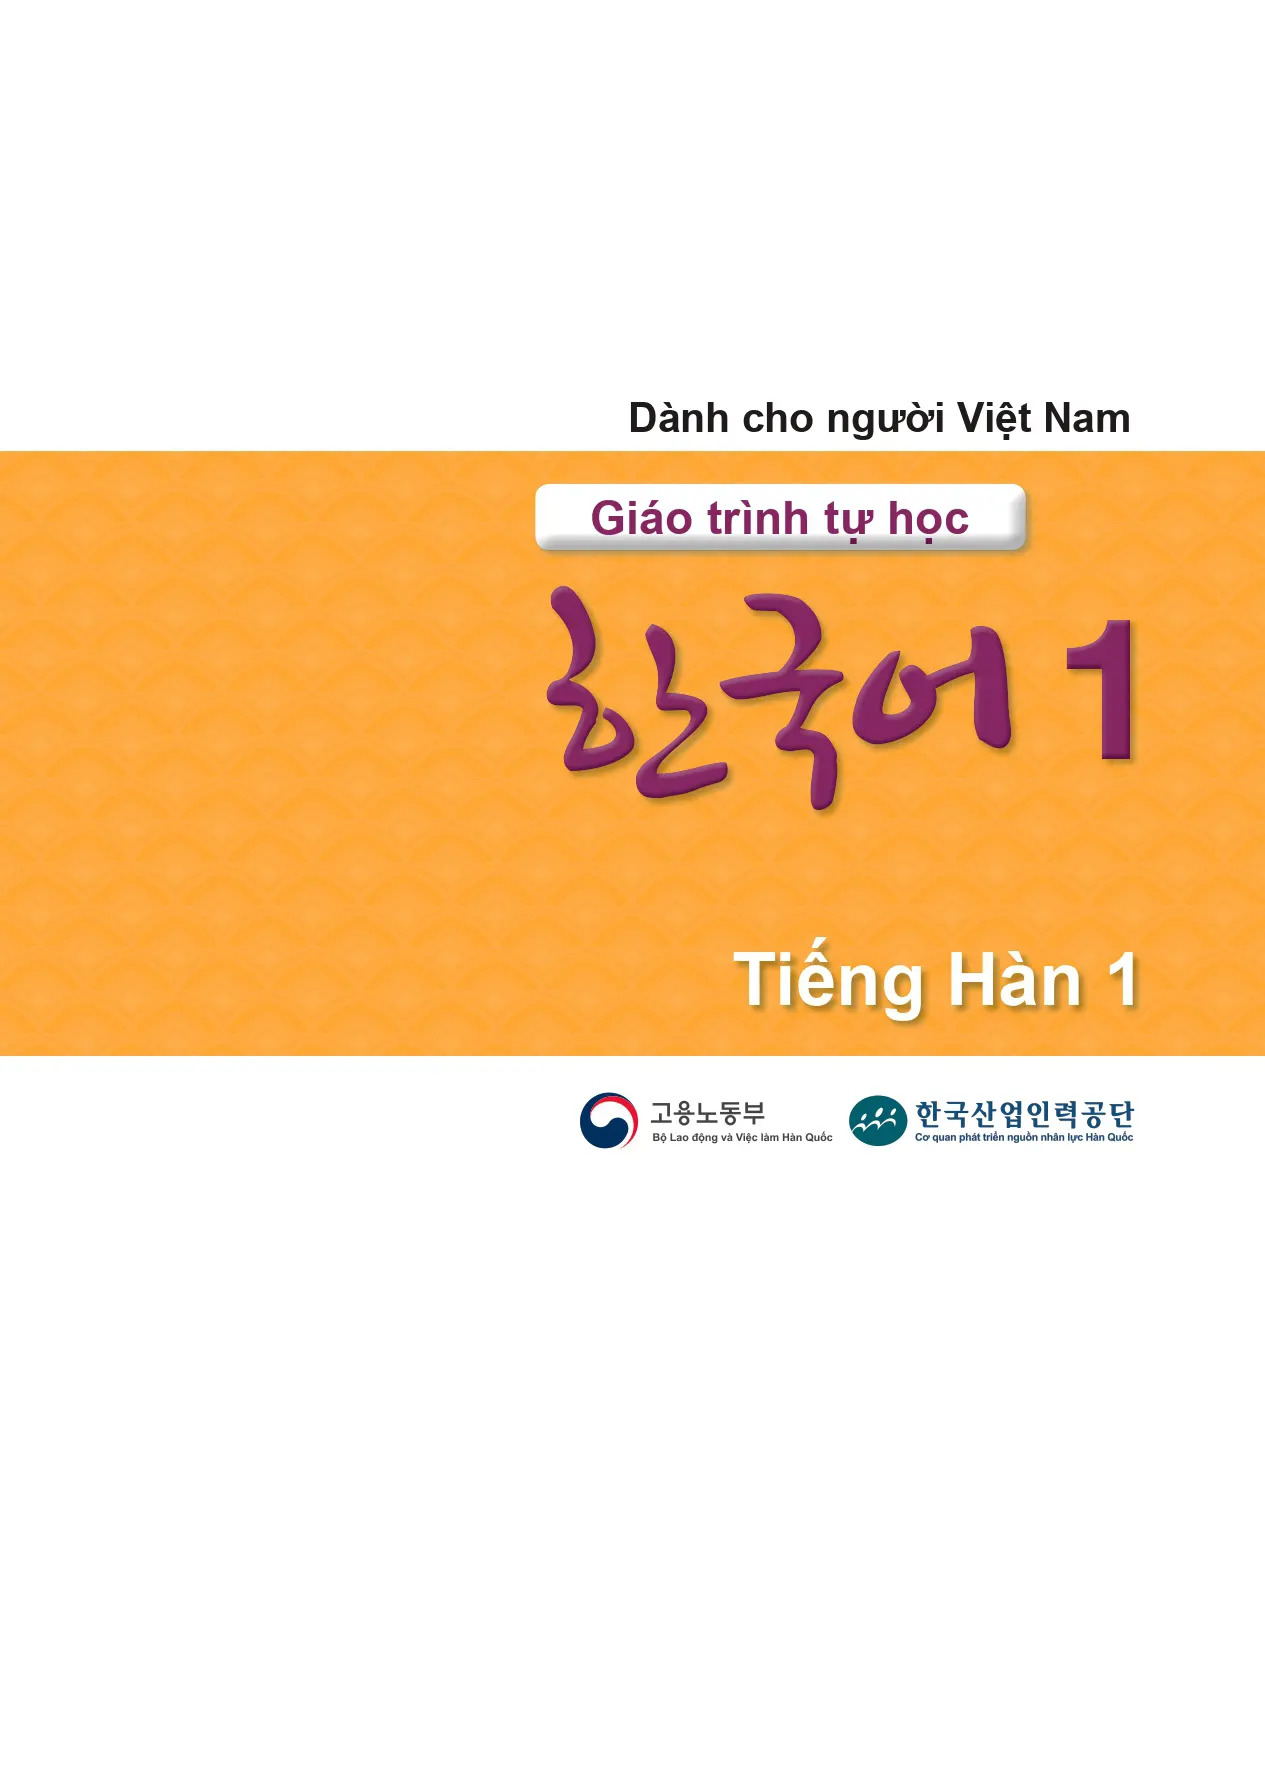 Dành cho người Việt Nam
Giáo trình tự học
한국어 1
Tiếng Hàn 1
고용노동부
Bộ Lao động và Việc làm Hàn Quốc
한국산업인력공단
Cơ quan phát triển nguồn nhân lực Hàn Quốc